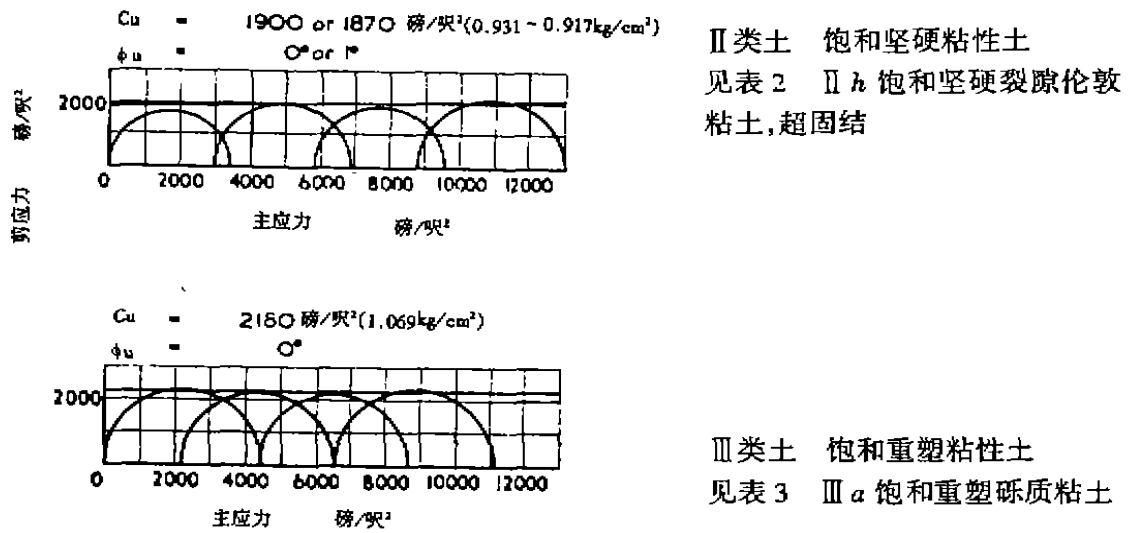 Cu = 1900 or 1870 磅/呎²(0.931~0.917kg/cm²)
ϕu = 0° or 1°
剪应力 磅/呎²
2000
0 2000 4000 6000 8000 10000 12000
主应力 磅/呎²
Ⅱ类土 饱和坚硬粘性土
见表2 Ⅱh 饱和坚硬裂隙伦敦
粘土,超固结
Cu = 2180 磅/呎²(1.069kg/cm²)
ϕu = 0°
2000
0 2000 4000 6000 8000 10000 12000
主应力 磅/呎²
Ⅲ类土 饱和重塑粘性土
见表3 Ⅲa 饱和重塑砾质粘土